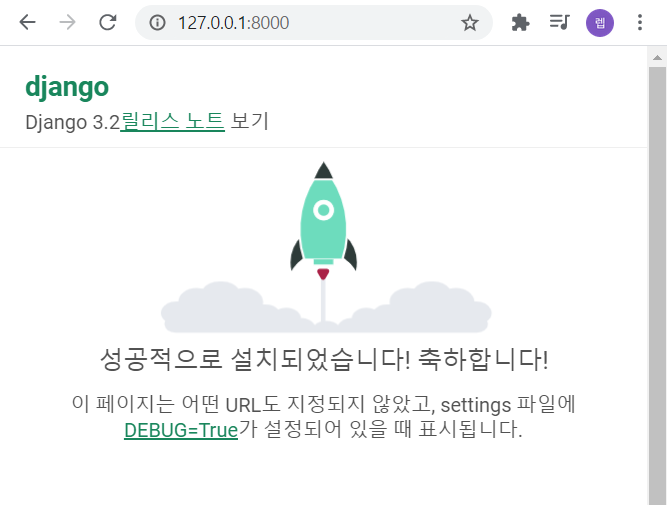 127.0.0.1:8000
렙
django
Django 3.2릴리스 노트 보기
성공적으로 설치되었습니다! 축하합니다!
이 페이지는 어떤 URL도 지정되지 않았고, settings 파일에
DEBUG=True가 설정되어 있을 때 표시됩니다.